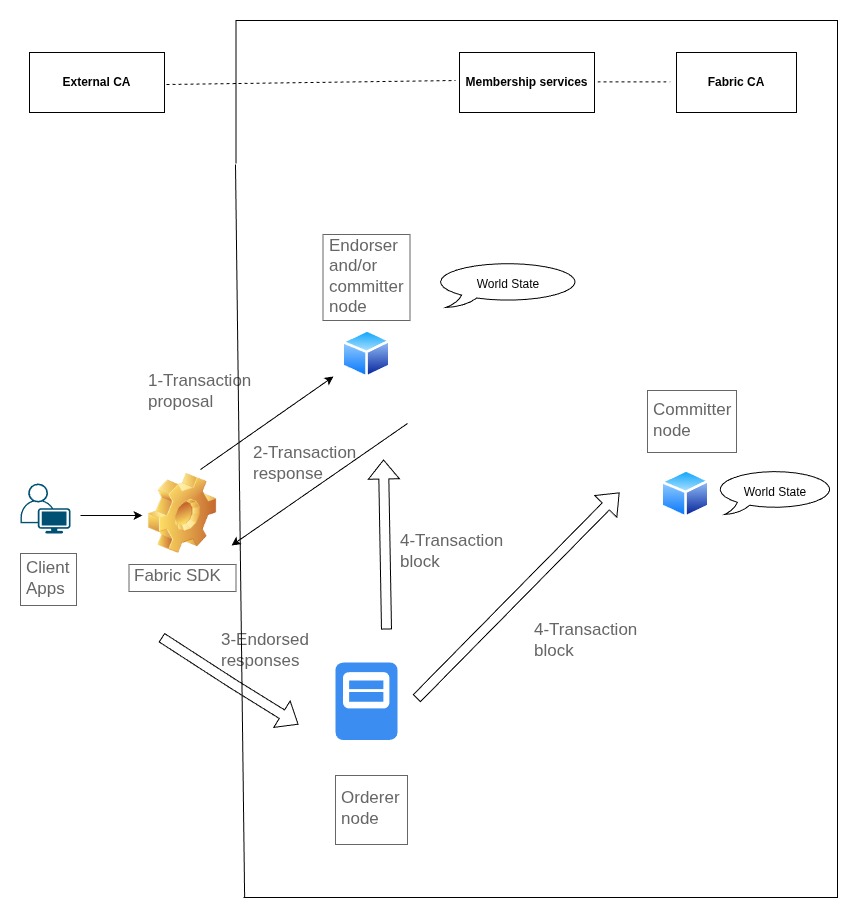 External CA
Membership services
Fabric CA
Endorser
and/or
committer
node
World State
1-Transaction
proposal
2-Transaction
response
Committer
node
World State
Client
Apps
Fabric SDK
4-Transaction
block
4-Transaction
block
3-Endorsed
responses
Orderer
node